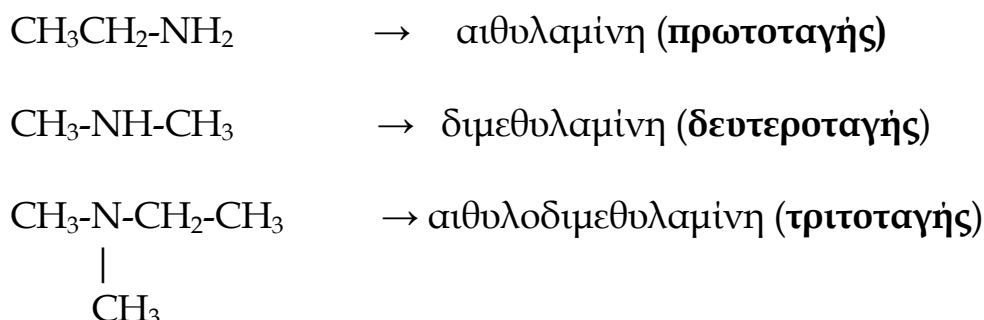 CH₃CH₂-NH₂ → αιθυλαμίνη (πρωτοταγής)
CH₃-NH-CH₃ → διμεθυλαμίνη (δευτεροταγής)
CH₃-N-CH₂-CH₃ → αιθυλοδιμεθυλαμίνη (τριτοταγής)
|
CH₃